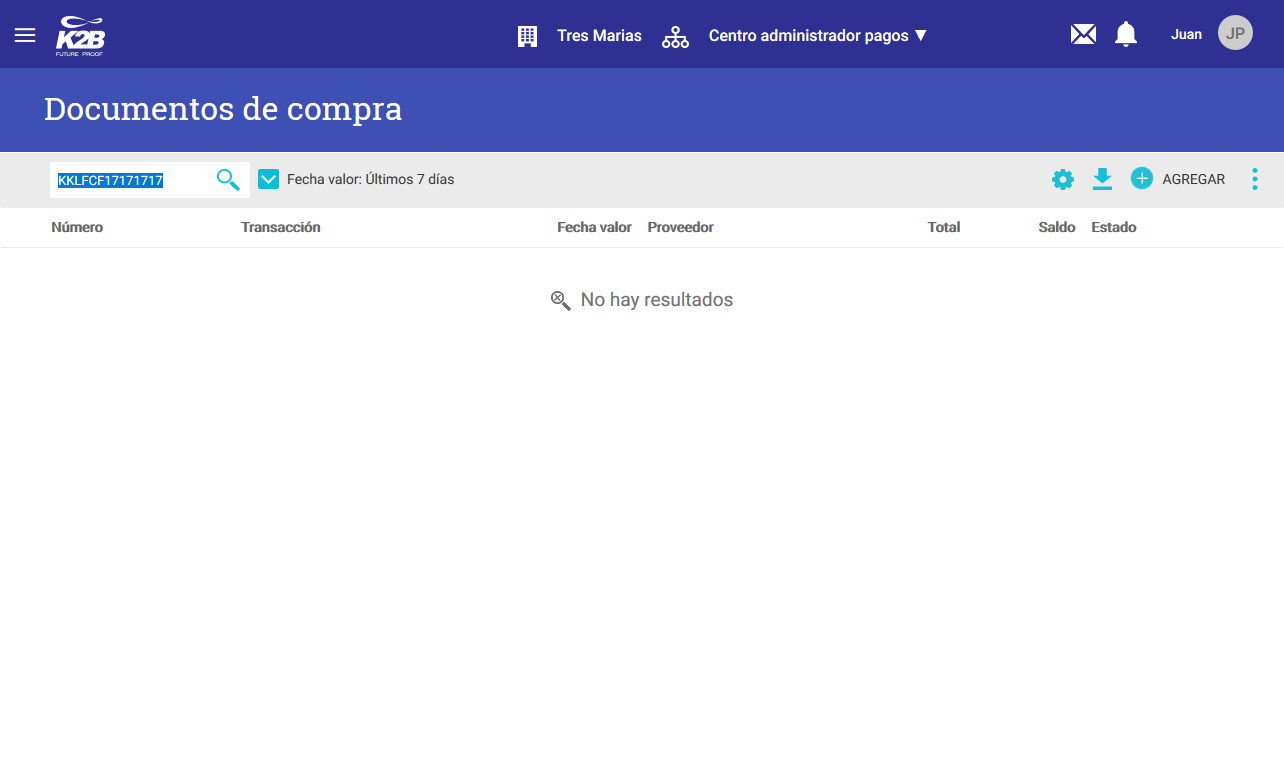 K2B
FUTURE PROOF
Tres Marias
Centro administrador pagos ▼
Juan
JP
Documentos de compra
KKLFCF17171717
Fecha valor: Últimos 7 días
AGREGAR
Número Transacción Fecha valor Proveedor Total Saldo Estado
No hay resultados